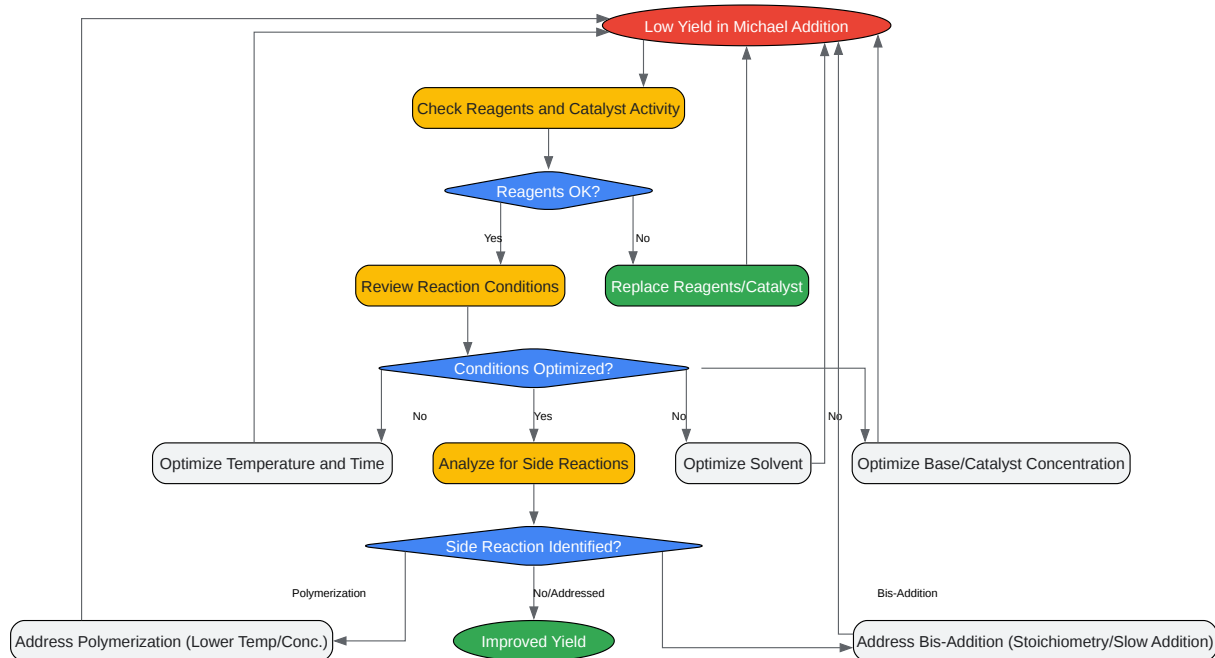 Low Yield in Michael Addition
Check Reagents and Catalyst Activity
Reagents OK?
Yes
No
Review Reaction Conditions
Replace Reagents/Catalyst
Conditions Optimized?
No
Yes
No
No
Optimize Temperature and Time
Analyze for Side Reactions
Optimize Solvent
Optimize Base/Catalyst Concentration
Side Reaction Identified?
Polymerization
No/Addressed
Bis-Addition
Address Polymerization (Lower Temp/Conc.)
Improved Yield
Address Bis-Addition (Stoichiometry/Slow Addition)